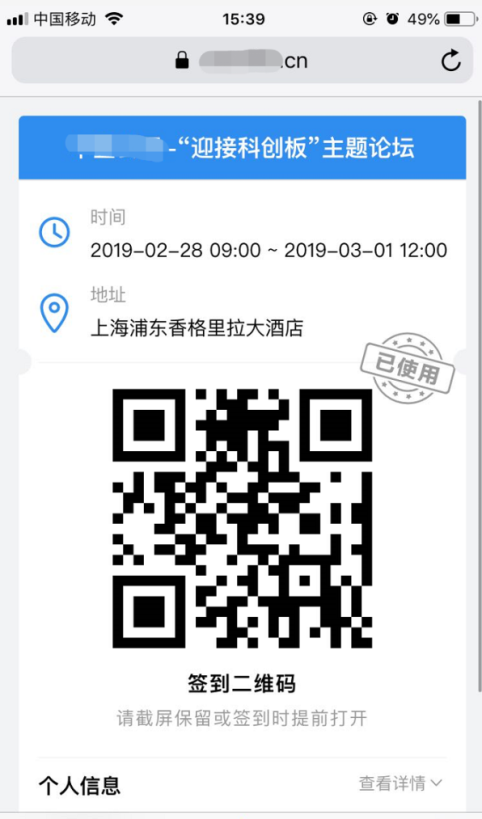 中国移动
15:39
49%
.cn
-“迎接科创板”主题论坛
时间
2019-02-28 09:00 ~ 2019-03-01 12:00
地址
上海浦东香格里拉大酒店
已使用
签到二维码
请截屏保留或签到时提前打开
个人信息
查看详情